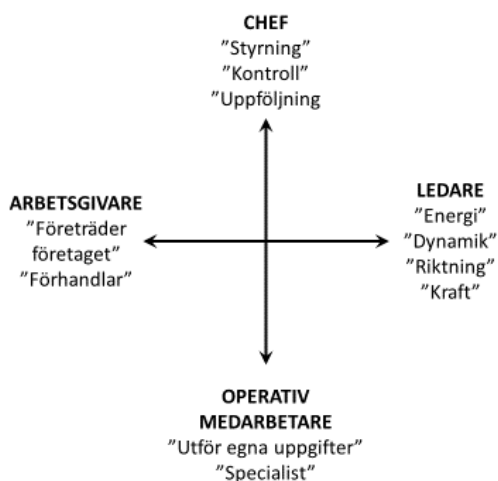 CHEF
”Styrning”
”Kontroll”
”Uppföljning
ARBETSGIVARE
”Företräder
företaget”
”Förhandlar”
LEDARE
”Energi”
”Dynamik”
”Riktning”
”Kraft”
OPERATIV
MEDARBETARE
”Utför egna uppgifter”
”Specialist”